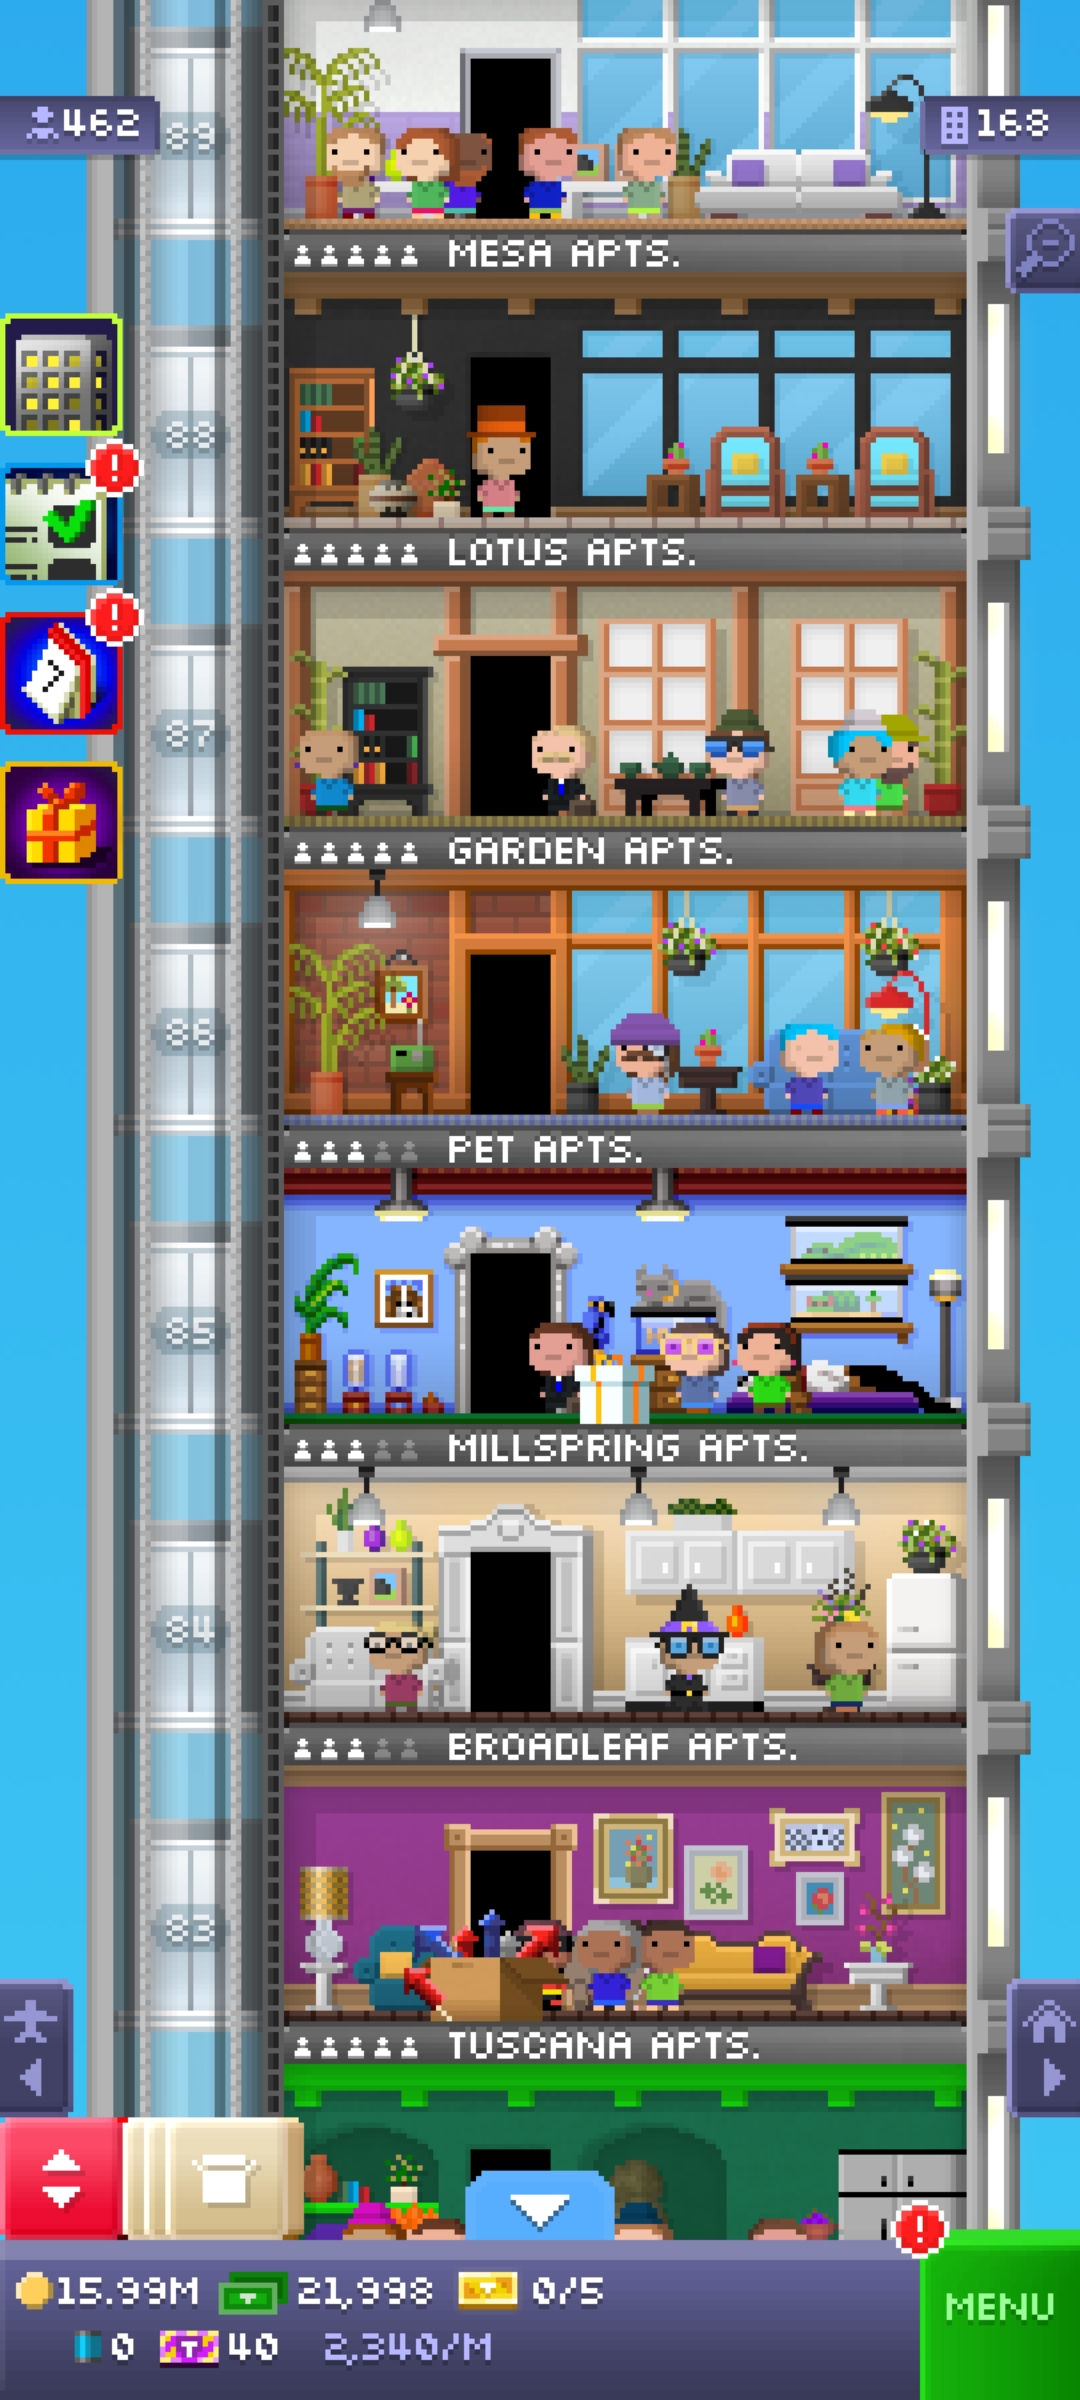 462
168
89
MESA APTS.
88
LOTUS APTS.
87
GARDEN APTS.
86
PET APTS.
85
MILLSPRING APTS.
84
BROADLEAF APTS.
83
TUSCANA APTS.
7
15.99M 21,998 0/5
0 T 40 2,340/M
MENU